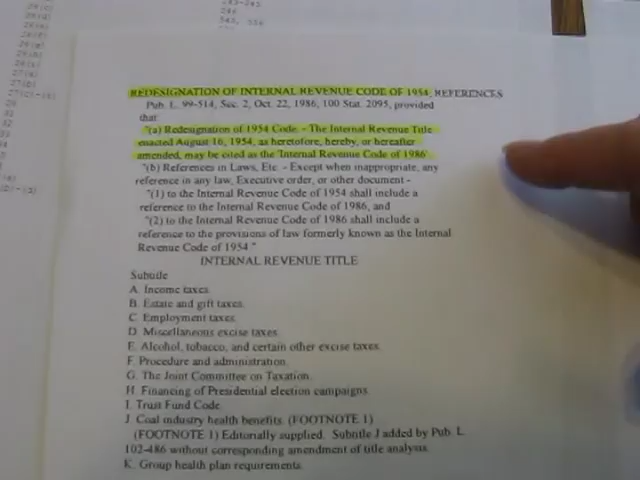 243-245
246
REDESIGNATION OF INTERNAL REVENUE CODE OF 1954; REFERENCES
Pub. L. 99-514, Sec. 2, Oct. 22, 1986, 100 Stat. 2095, provided
that:
"(a) Redesignation of 1954 Code. - The Internal Revenue Title
enacted August 16, 1954, as heretofore, hereby, or hereafter
amended, may be cited as the 'Internal Revenue Code of 1986'.
"(b) References in Laws, Etc. - Except when inappropriate, any
reference in any law, Executive order, or other document -
"(1) to the Internal Revenue Code of 1954 shall include a
reference to the Internal Revenue Code of 1986, and
"(2) to the Internal Revenue Code of 1986 shall include a
reference to the provisions of law formerly known as the Internal
Revenue Code of 1954."
INTERNAL REVENUE TITLE
Subtitle
A. Income taxes.
B. Estate and gift taxes.
C. Employment taxes.
D. Miscellaneous excise taxes.
E. Alcohol, tobacco, and certain other excise taxes.
F. Procedure and administration.
G. The Joint Committee on Taxation.
H. Financing of Presidential election campaigns.
I. Trust Fund Code.
J. Coal industry health benefits. (FOOTNOTE 1)
(FOOTNOTE 1) Editorially supplied. Subtitle J added by Pub. L.
102-486 without corresponding amendment of title analysis.
K. Group health plan requirements.